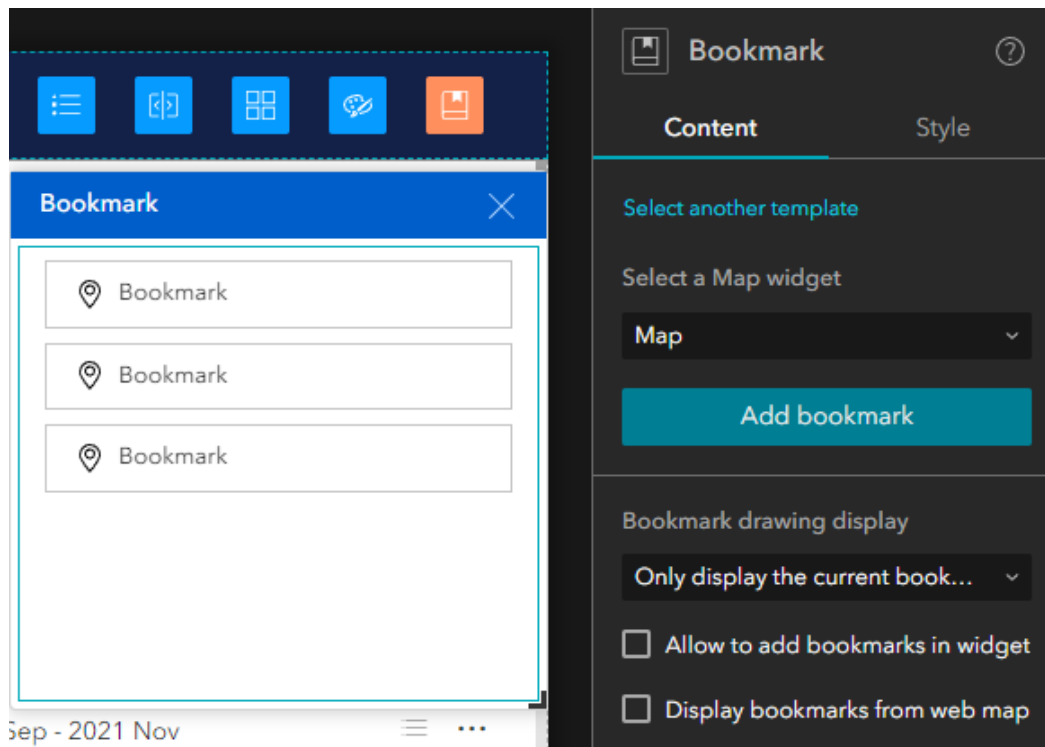 Bookmark
Bookmark
Bookmark
Bookmark
Sep - 2021 Nov
Bookmark
Content Style
Select another template
Select a Map widget
Map
Add bookmark
Bookmark drawing display
Only display the current book...
Allow to add bookmarks in widget
Display bookmarks from web map